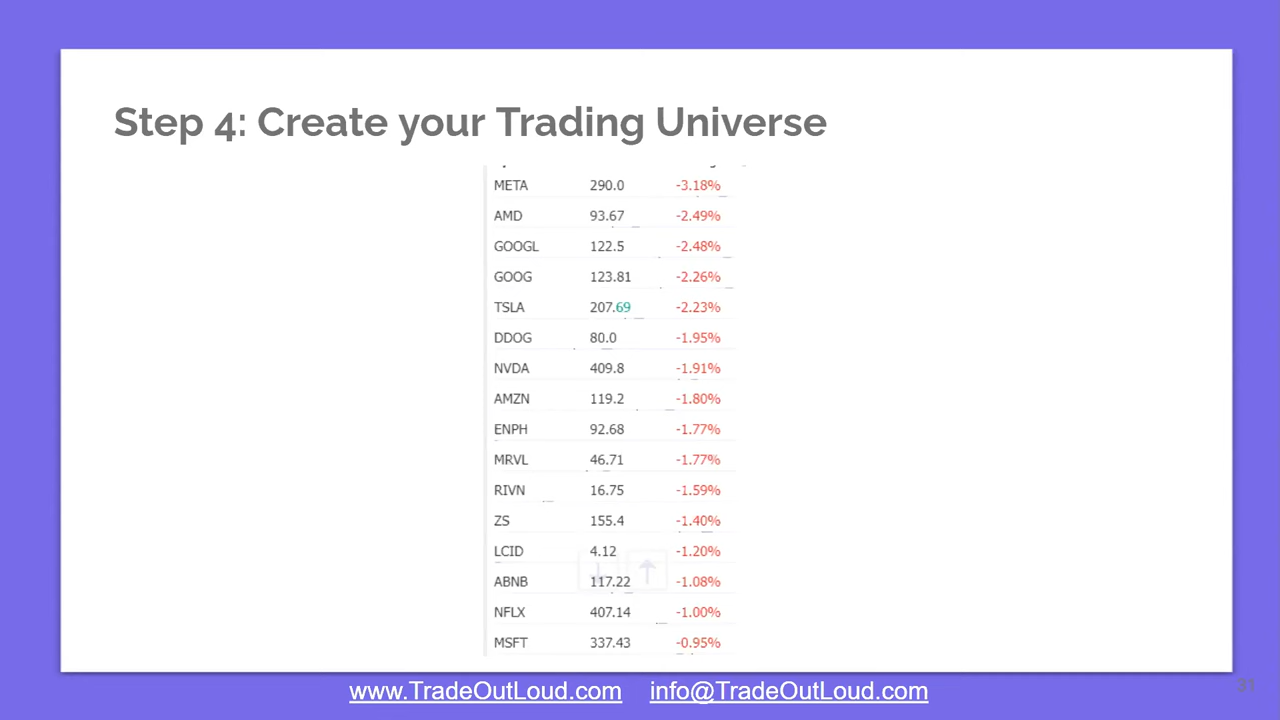 Step 4: Create your Trading Universe
META 290.0 -3.18%
AMD 93.67 -2.49%
GOOGL 122.5 -2.48%
GOOG 123.81 -2.26%
TSLA 207.69 -2.23%
DDOG 80.0 -1.95%
NVDA 409.8 -1.91%
AMZN 119.2 -1.80%
ENPH 92.68 -1.77%
MRVL 46.71 -1.77%
RIVN 16.75 -1.59%
ZS 155.4 -1.40%
LCID 4.12 -1.20%
ABNB 117.22 -1.08%
NFLX 407.14 -1.00%
MSFT 337.43 -0.95%
www.TradeOutLoud.com info@TradeOutLoud.com
31